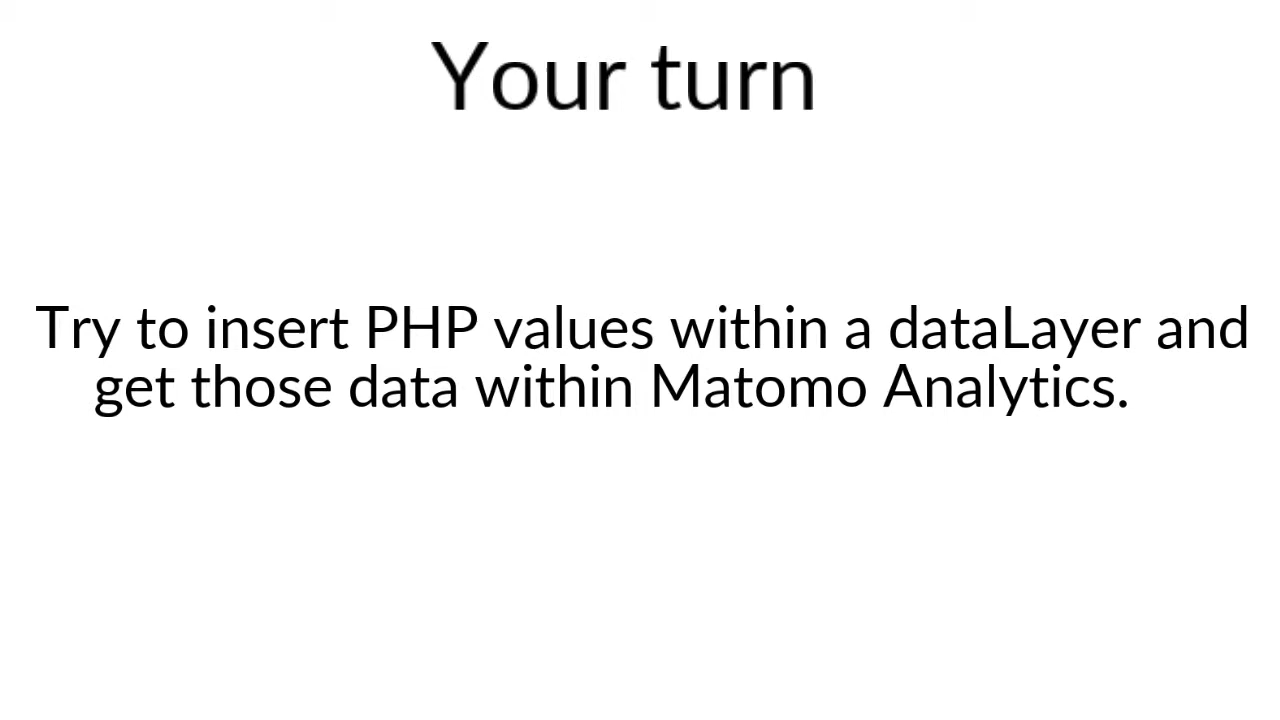 Your turn
Try to insert PHP values within a dataLayer and
get those data within Matomo Analytics.